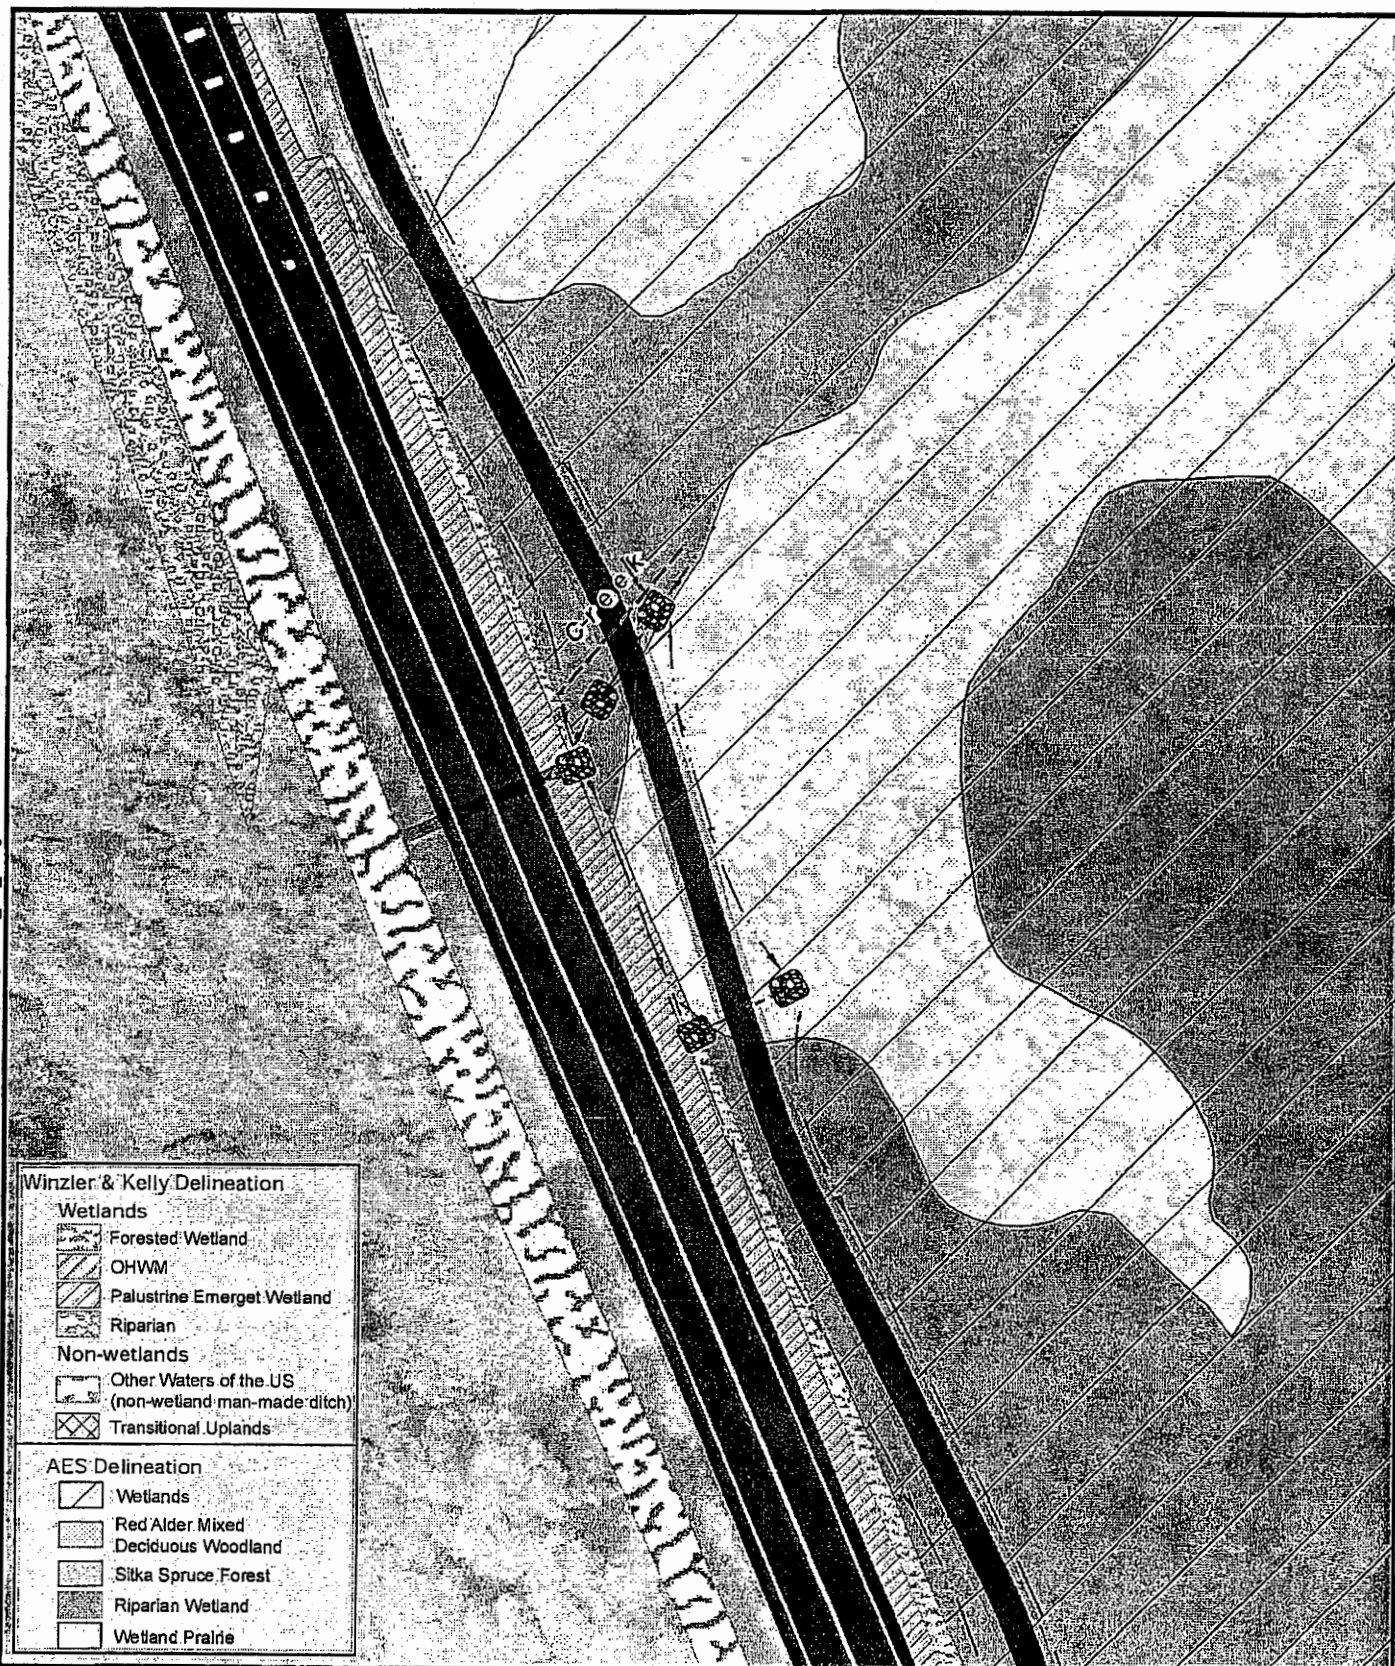 Creek
Winzler & Kelly Delineation
Wetlands
Forested Wetland
OHWM
Palustrine Emerget Wetland
Riparian
Non-wetlands
Other Waters of the US
(non-wetland man-made ditch)
Transitional Uplands
AES Delineation
Wetlands
Red Alder Mixed
Deciduous Woodland
Sitka Spruce Forest
Riparian Wetland
Wetland Prairie